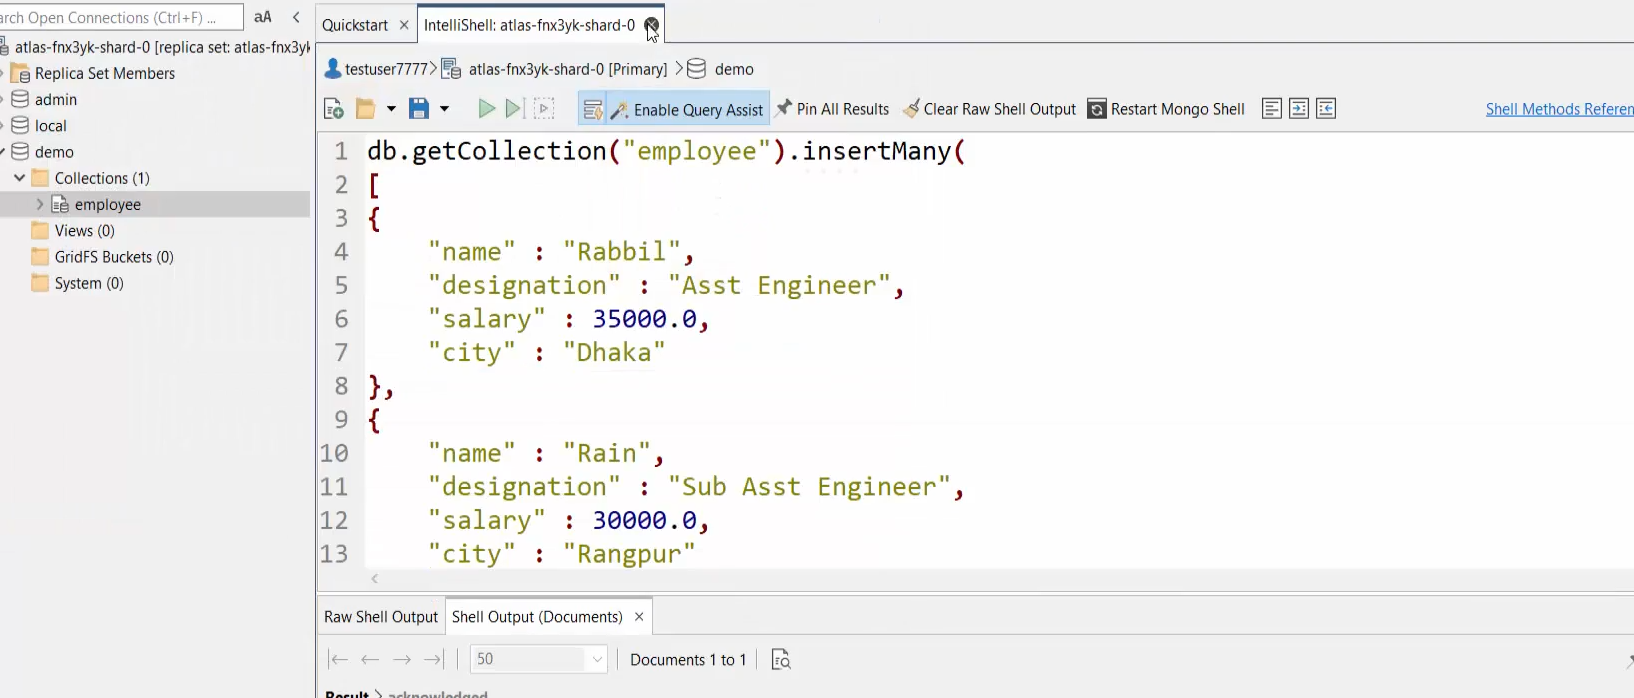 arch Open Connections (Ctrl+F) ... aA
Quickstart
IntelliShell: atlas-fnx3yk-shard-0
atlas-fnx3yk-shard-0 [replica set: atlas-fnx3yk
Replica Set Members
admin
local
demo
Collections (1)
employee
Views (0)
GridFS Buckets (0)
System (0)
testuser7777 > atlas-fnx3yk-shard-0 [Primary] > demo
Enable Query Assist Pin All Results Clear Raw Shell Output Restart Mongo Shell Shell Methods Referen
1 db.getCollection("employee").insertMany(
2 [
3 {
4 "name" : "Rabbil",
5 "designation" : "Asst Engineer",
6 "salary" : 35000.0,
7 "city" : "Dhaka"
8 },
9 {
10 "name" : "Rain",
11 "designation" : "Sub Asst Engineer",
12 "salary" : 30000.0,
13 "city" : "Rangpur"
Raw Shell Output Shell Output (Documents)
50 Documents 1 to 1
Result > acknowledged